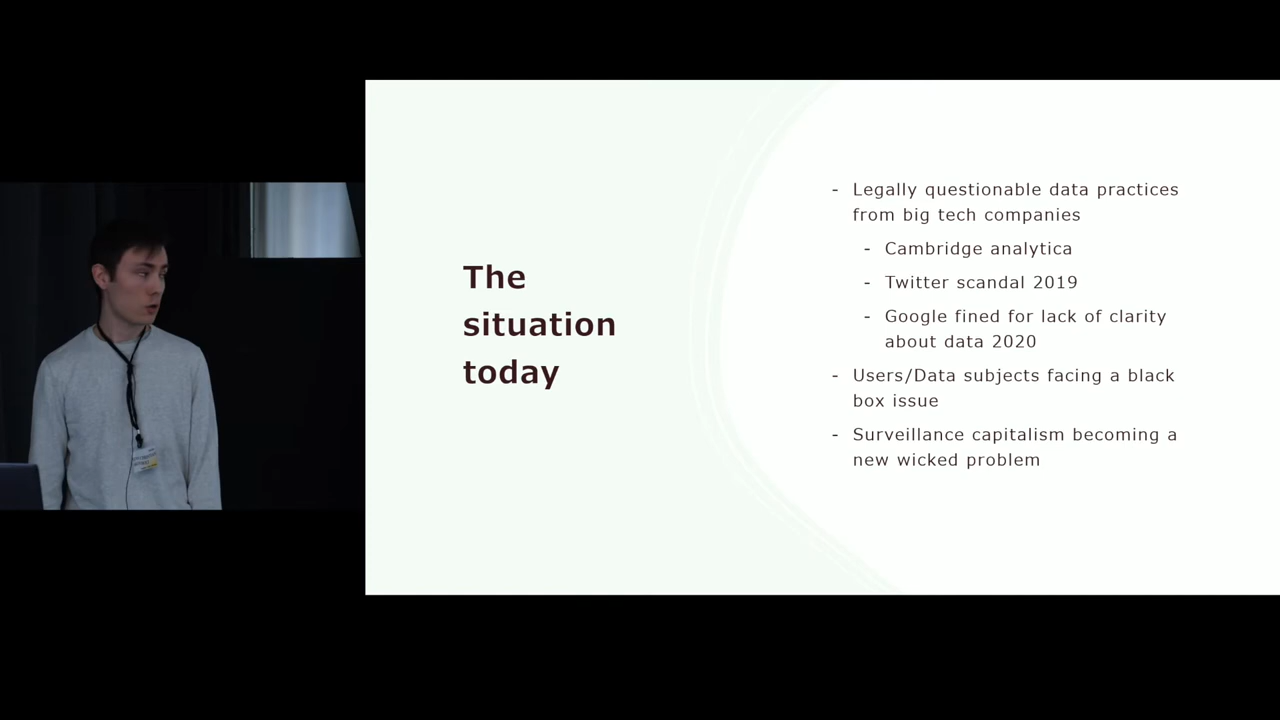 The
situation
today
- Legally questionable data practices
from big tech companies
- Cambridge analytica
- Twitter scandal 2019
- Google fined for lack of clarity
about data 2020
- Users/Data subjects facing a black
box issue
- Surveillance capitalism becoming a
new wicked problem